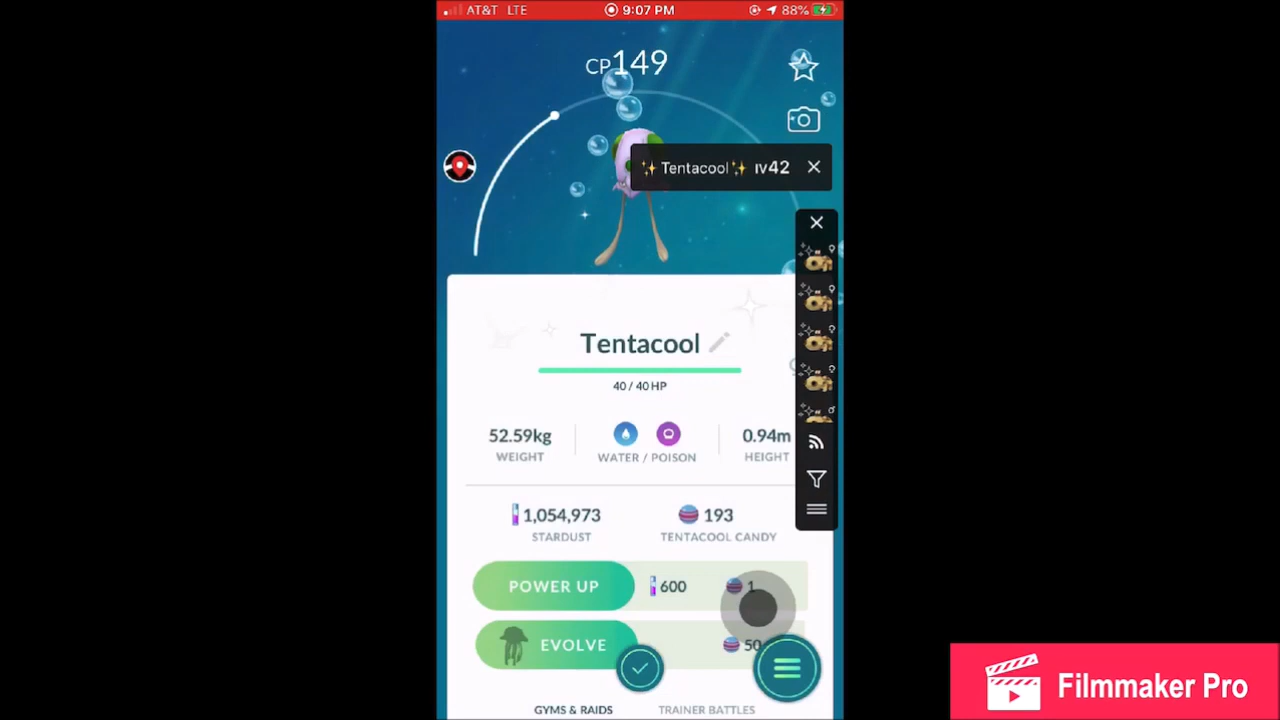 AT&T LTE 9:07 PM 88%
CP149
✨Tentacool✨ IV42
Tentacool
40 / 40 HP
52.59kg 0.94m
WEIGHT WATER / POISON HEIGHT
1,054,973 193
STARDUST TENTACOOL CANDY
POWER UP 600 1
EVOLVE 50
GYMS & RAIDS TRAINER BATTLES
Filmmaker Pro